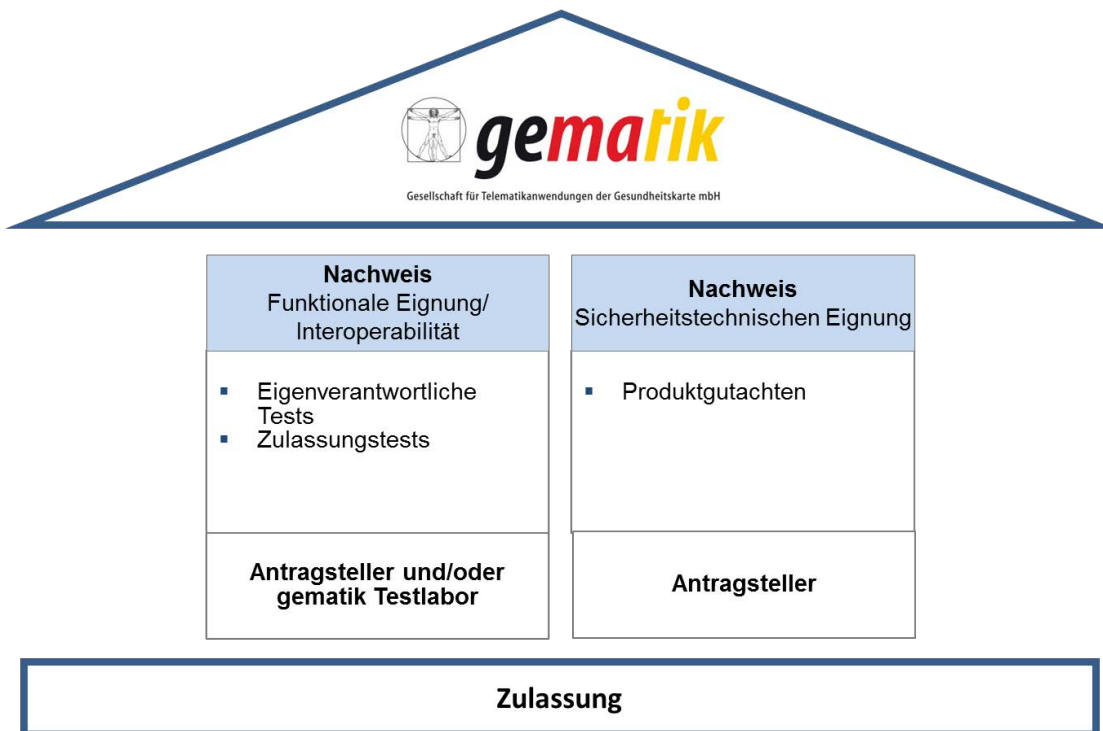 gematik
Gesellschaft für Telematikanwendungen der Gesundheitskarte mbH
Nachweis
Funktionale Eignung/
Interoperabilität
▪ Eigenverantwortliche
Tests
▪ Zulassungstests
Antragsteller und/oder
gematik Testlabor
Nachweis
Sicherheitstechnischen Eignung
▪ Produktgutachten
Antragsteller
Zulassung